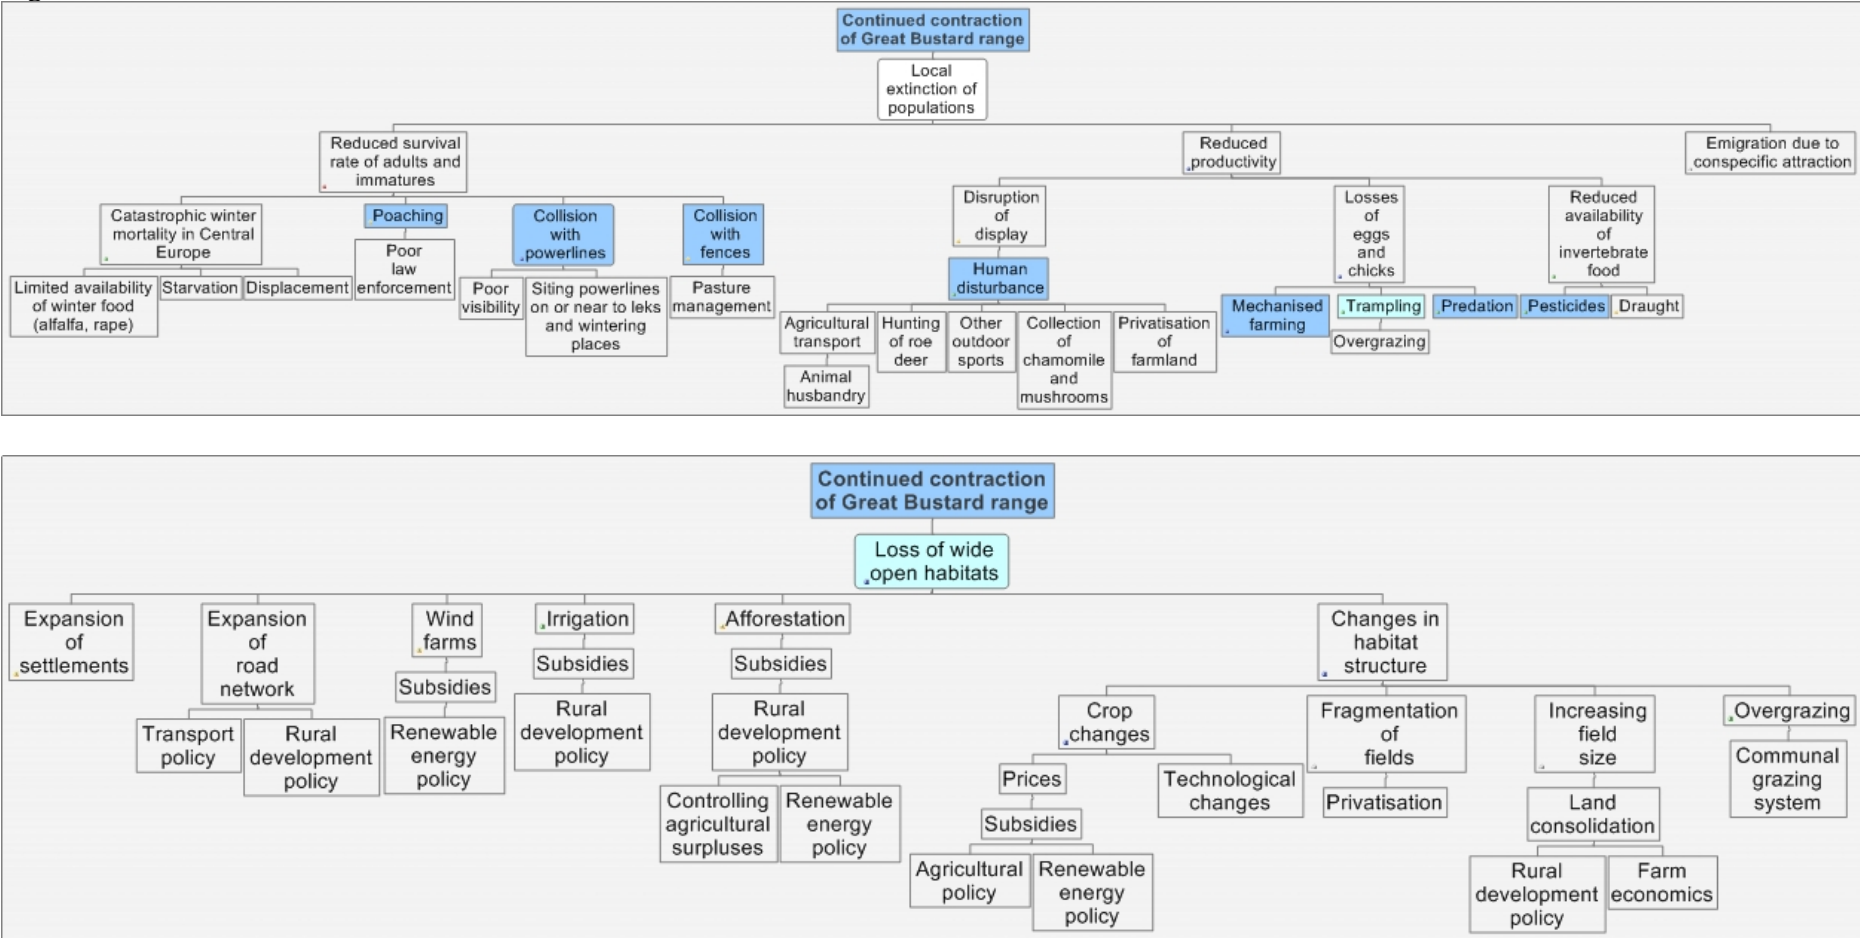 Continued contraction
of Great Bustard range
Local
extinction of
populations
Reduced survival
rate of adults and
immatures
Reduced
productivity
Emigration due to
conspecific attraction
Catastrophic winter
mortality in Central
Europe
Poaching
Collision
with
powerlines
Collision
with
fences
Disruption
of
display
Losses
of
eggs
and
chicks
Reduced
availability
of
invertebrate
food
Limited availability
of winter food
(alfalfa, rape)
Starvation
Displacement
Poor
law
enforcement
Poor
visibility
Siting powerlines
on or near to leks
and wintering
places
Pasture
management
Human
disturbance
Agricultural
transport
Animal
husbandry
Hunting
of roe
deer
Other
outdoor
sports
Collection
of
chamomile
and
mushrooms
Privatisation
of
farmland
Mechanised
farming
Trampling
Overgrazing
Predation
Pesticides
Draught
Continued contraction
of Great Bustard range
Loss of wide
open habitats
Expansion
of
settlements
Expansion
of
road
network
Transport
policy
Rural
development
policy
Wind
farms
Subsidies
Renewable
energy
policy
Irrigation
Subsidies
Rural
development
policy
Afforestation
Subsidies
Rural
development
policy
Controlling
agricultural
surpluses
Renewable
energy
policy
Changes in
habitat
structure
Crop
changes
Prices
Subsidies
Agricultural
policy
Renewable
energy
policy
Technological
changes
Fragmentation
of
fields
Privatisation
Increasing
field
size
Land
consolidation
Rural
development
policy
Farm
economics
Overgrazing
Communal
grazing
system